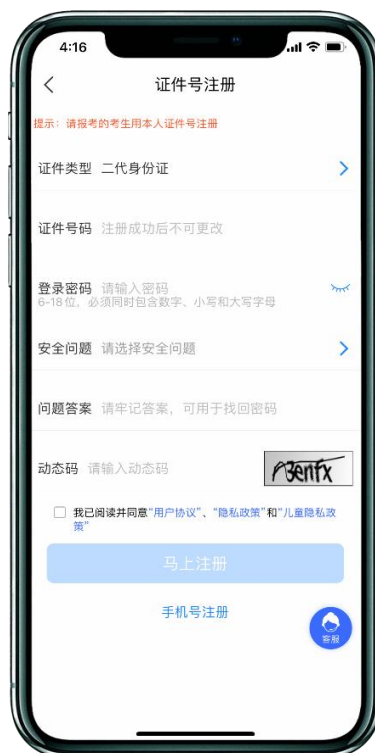 4:16
证件号注册
提示：请报考的考生用本人证件号注册
证件类型 二代身份证
证件号码 注册成功后不可更改
登录密码 请输入密码
6-18位，必须同时包含数字、小写和大写字母
安全问题 请选择安全问题
问题答案 请牢记答案，可用于找回密码
动态码 请输入动态码
我已阅读并同意“用户协议”、“隐私政策”和“儿童隐私政
策”
马上注册
手机号注册
客服